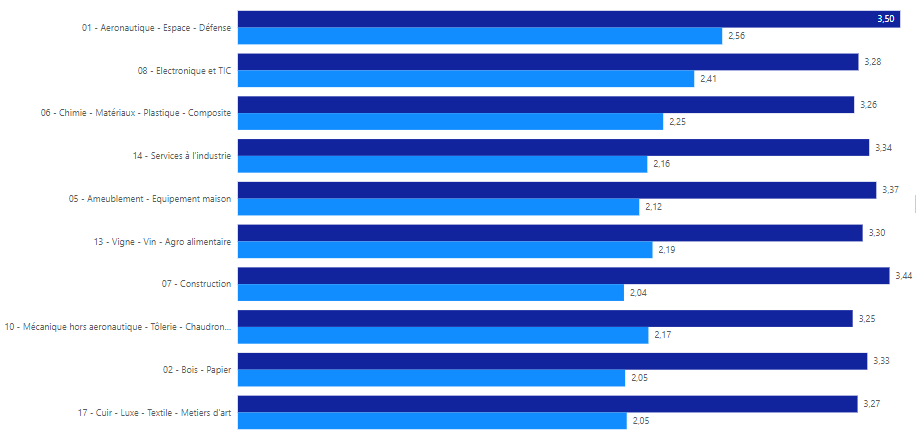 3,50
01 - Aeronautique - Espace - Défense
2,56
3,28
08 - Electronique et TIC
2,41
3,26
06 - Chimie - Matériaux - Plastique - Composite
2,25
3,34
14 - Services à l'industrie
2,16
3,37
05 - Ameublement - Equipement maison
2,12
3,30
13 - Vigne - Vin - Agro alimentaire
2,19
3,44
07 - Construction
2,04
3,25
10 - Mécanique hors aeronautique - Tôlerie - Chaudron...
2,17
3,33
02 - Bois - Papier
2,05
3,27
17 - Cuir - Luxe - Textile - Metiers d'art
2,05